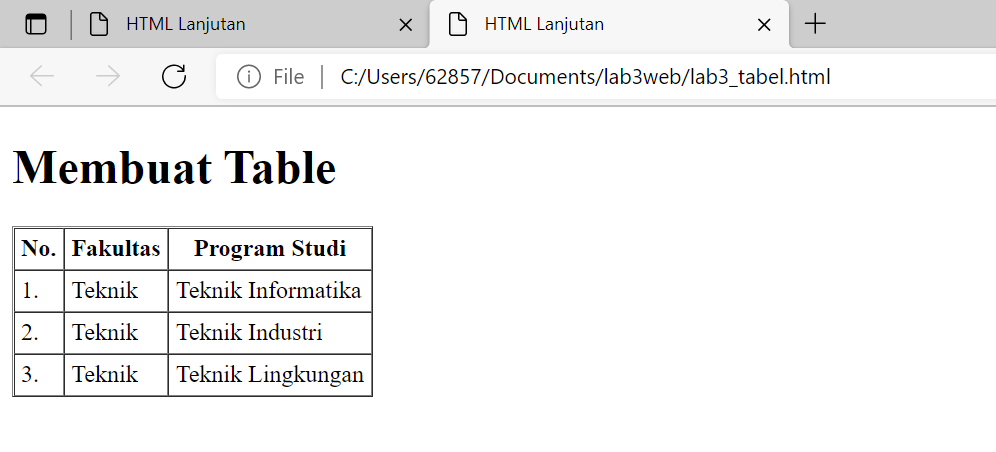 HTML Lanjutan HTML Lanjutan
File C:/Users/62857/Documents/lab3web/lab3_tabel.html
Membuat Table
No. Fakultas Program Studi
1. Teknik Teknik Informatika
2. Teknik Teknik Industri
3. Teknik Teknik Lingkungan